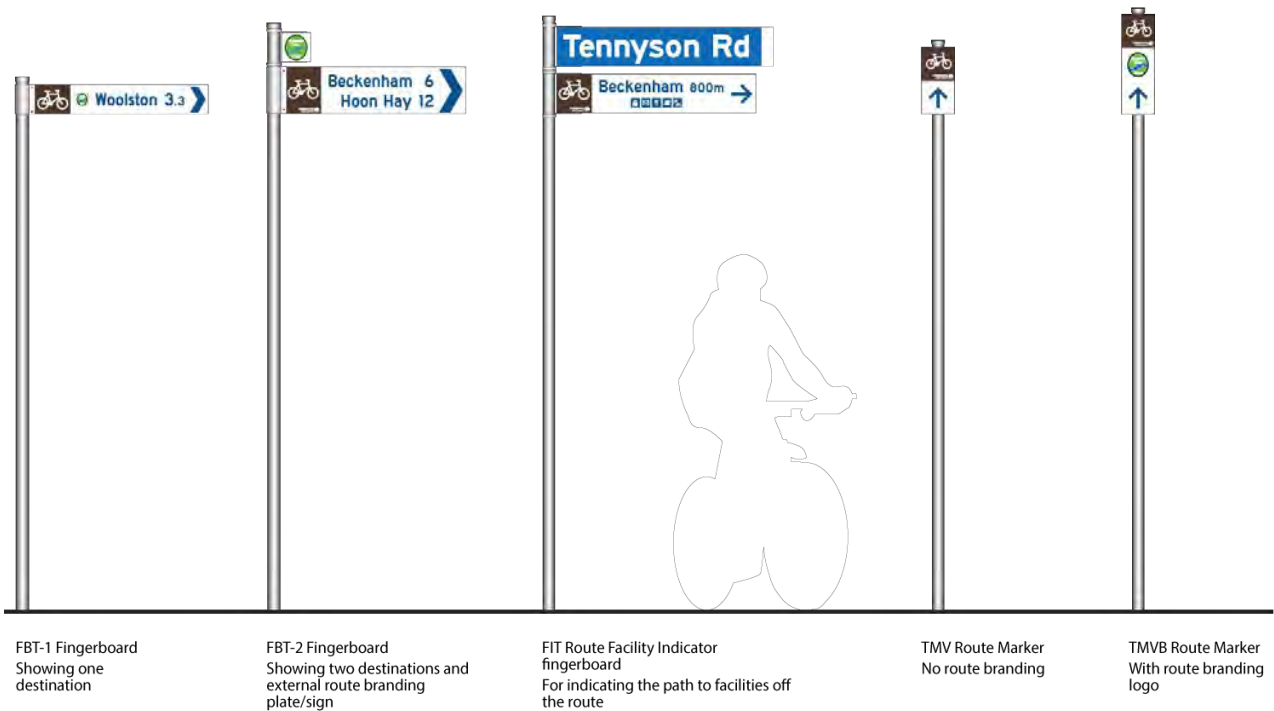 Woolston 3.3
Beckenham 6
Hoon Hay 12
Tennyson Rd
Beckenham 800m
FBT-1 Fingerboard
Showing one
destination
FBT-2 Fingerboard
Showing two destinations and
external route branding
plate/sign
FIT Route Facility Indicator
fingerboard
For indicating the path to facilities off
the route
TMV Route Marker
No route branding
TMVB Route Marker
With route branding
logo